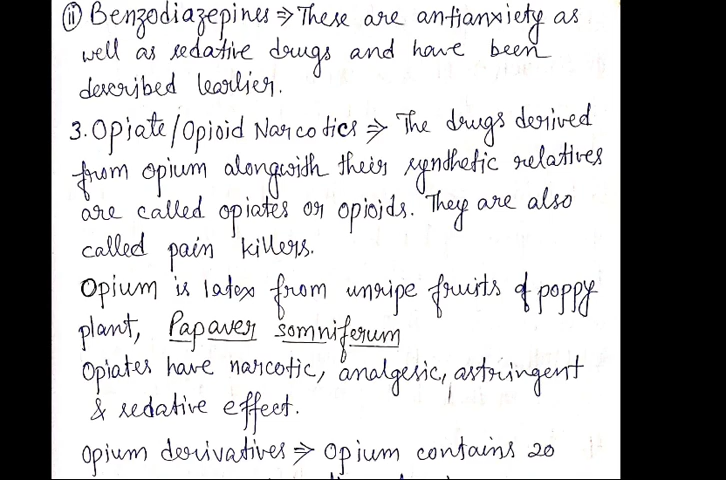 (ii) Benzodiazepines ⇒ These are antianxiety as
well as sedative drugs and have been
described learlier.
3. Opiate/Opioid Narcotics ⇒ The drugs derived
from opium alongwith their synthetic relatives
are called opiates or opioids. They are also
called pain killers.
Opium is latex from unripe fruits of poppy
plant, Papaver somniferum
Opiates have narcotic, analgesic, astringent
& sedative effect.
Opium derivatives ⇒ Opium contains 20